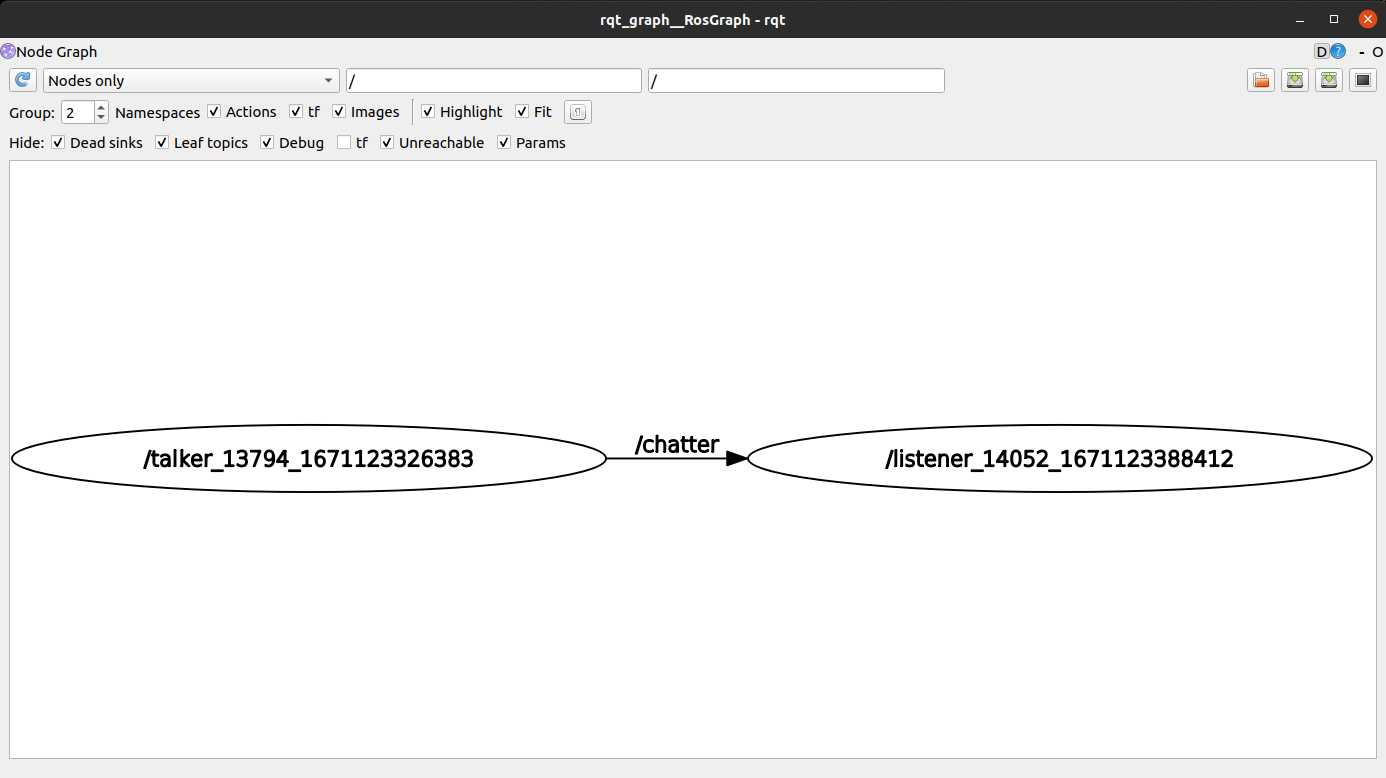 rqt_graph__RosGraph - rqt
Node Graph D ? - O
Nodes only / /
Group: 2 Namespaces Actions tf Images Highlight Fit
Hide: Dead sinks Leaf topics Debug tf Unreachable Params
/chatter
/talker_13794_1671123326383 /listener_14052_1671123388412